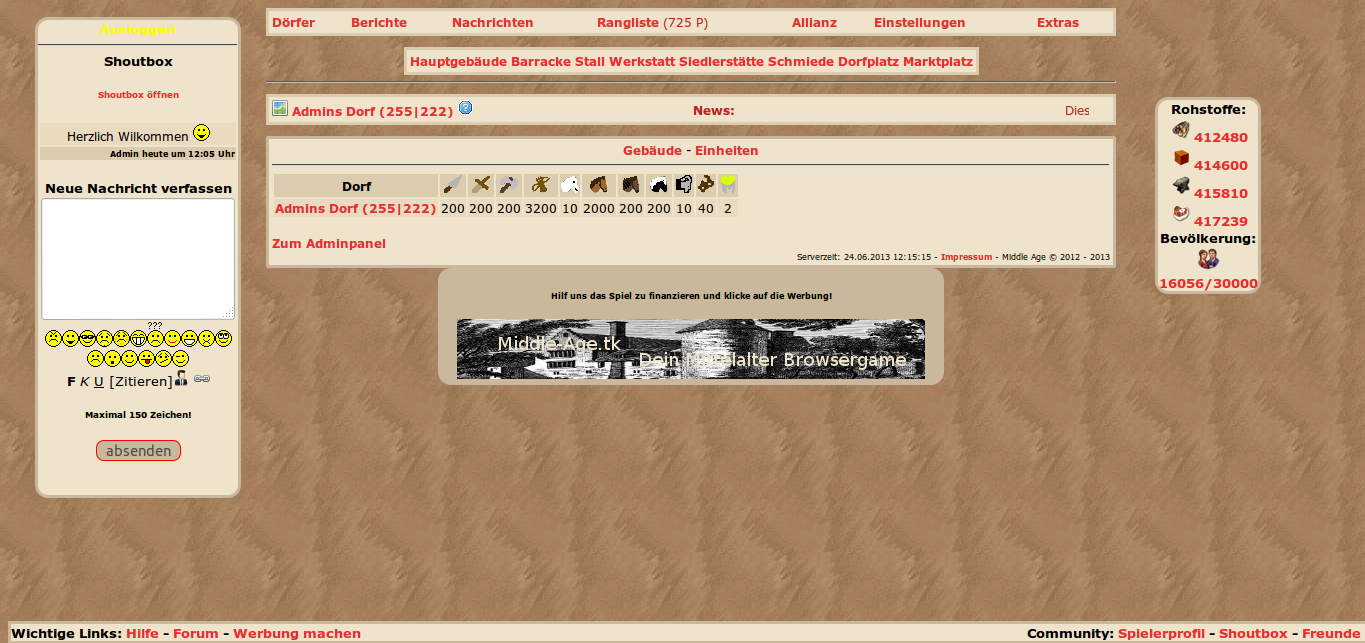 Ausloggen
Shoutbox
Shoutbox öffnen
Herzlich Wilkommen
Admin heute um 12:05 Uhr
Neue Nachricht verfassen
???
F K U [Zitieren]
Maximal 150 Zeichen!
absenden
Dörfer Berichte Nachrichten Rangliste (725 P) Allianz Einstellungen Extras
Hauptgebäude Barracke Stall Werkstatt Siedlerstätte Schmiede Dorfplatz Marktplatz
Admins Dorf (255|222) News: Dies
Gebäude - Einheiten
Dorf
Admins Dorf (255|222) 200 200 200 3200 10 2000 200 200 10 40 2
Zum Adminpanel
Serverzeit: 24.06.2013 12:15:15 - Impressum - Middle Age © 2012 - 2013
Hilf uns das Spiel zu finanzieren und klicke auf die Werbung!
Middle-Age.tk
Dein Mittelalter Browsergame
Rohstoffe:
412480
414600
415810
417239
Bevölkerung:
16056/30000
Wichtige Links: Hilfe - Forum - Werbung machen
Community: Spielerprofil - Shoutbox - Freunde